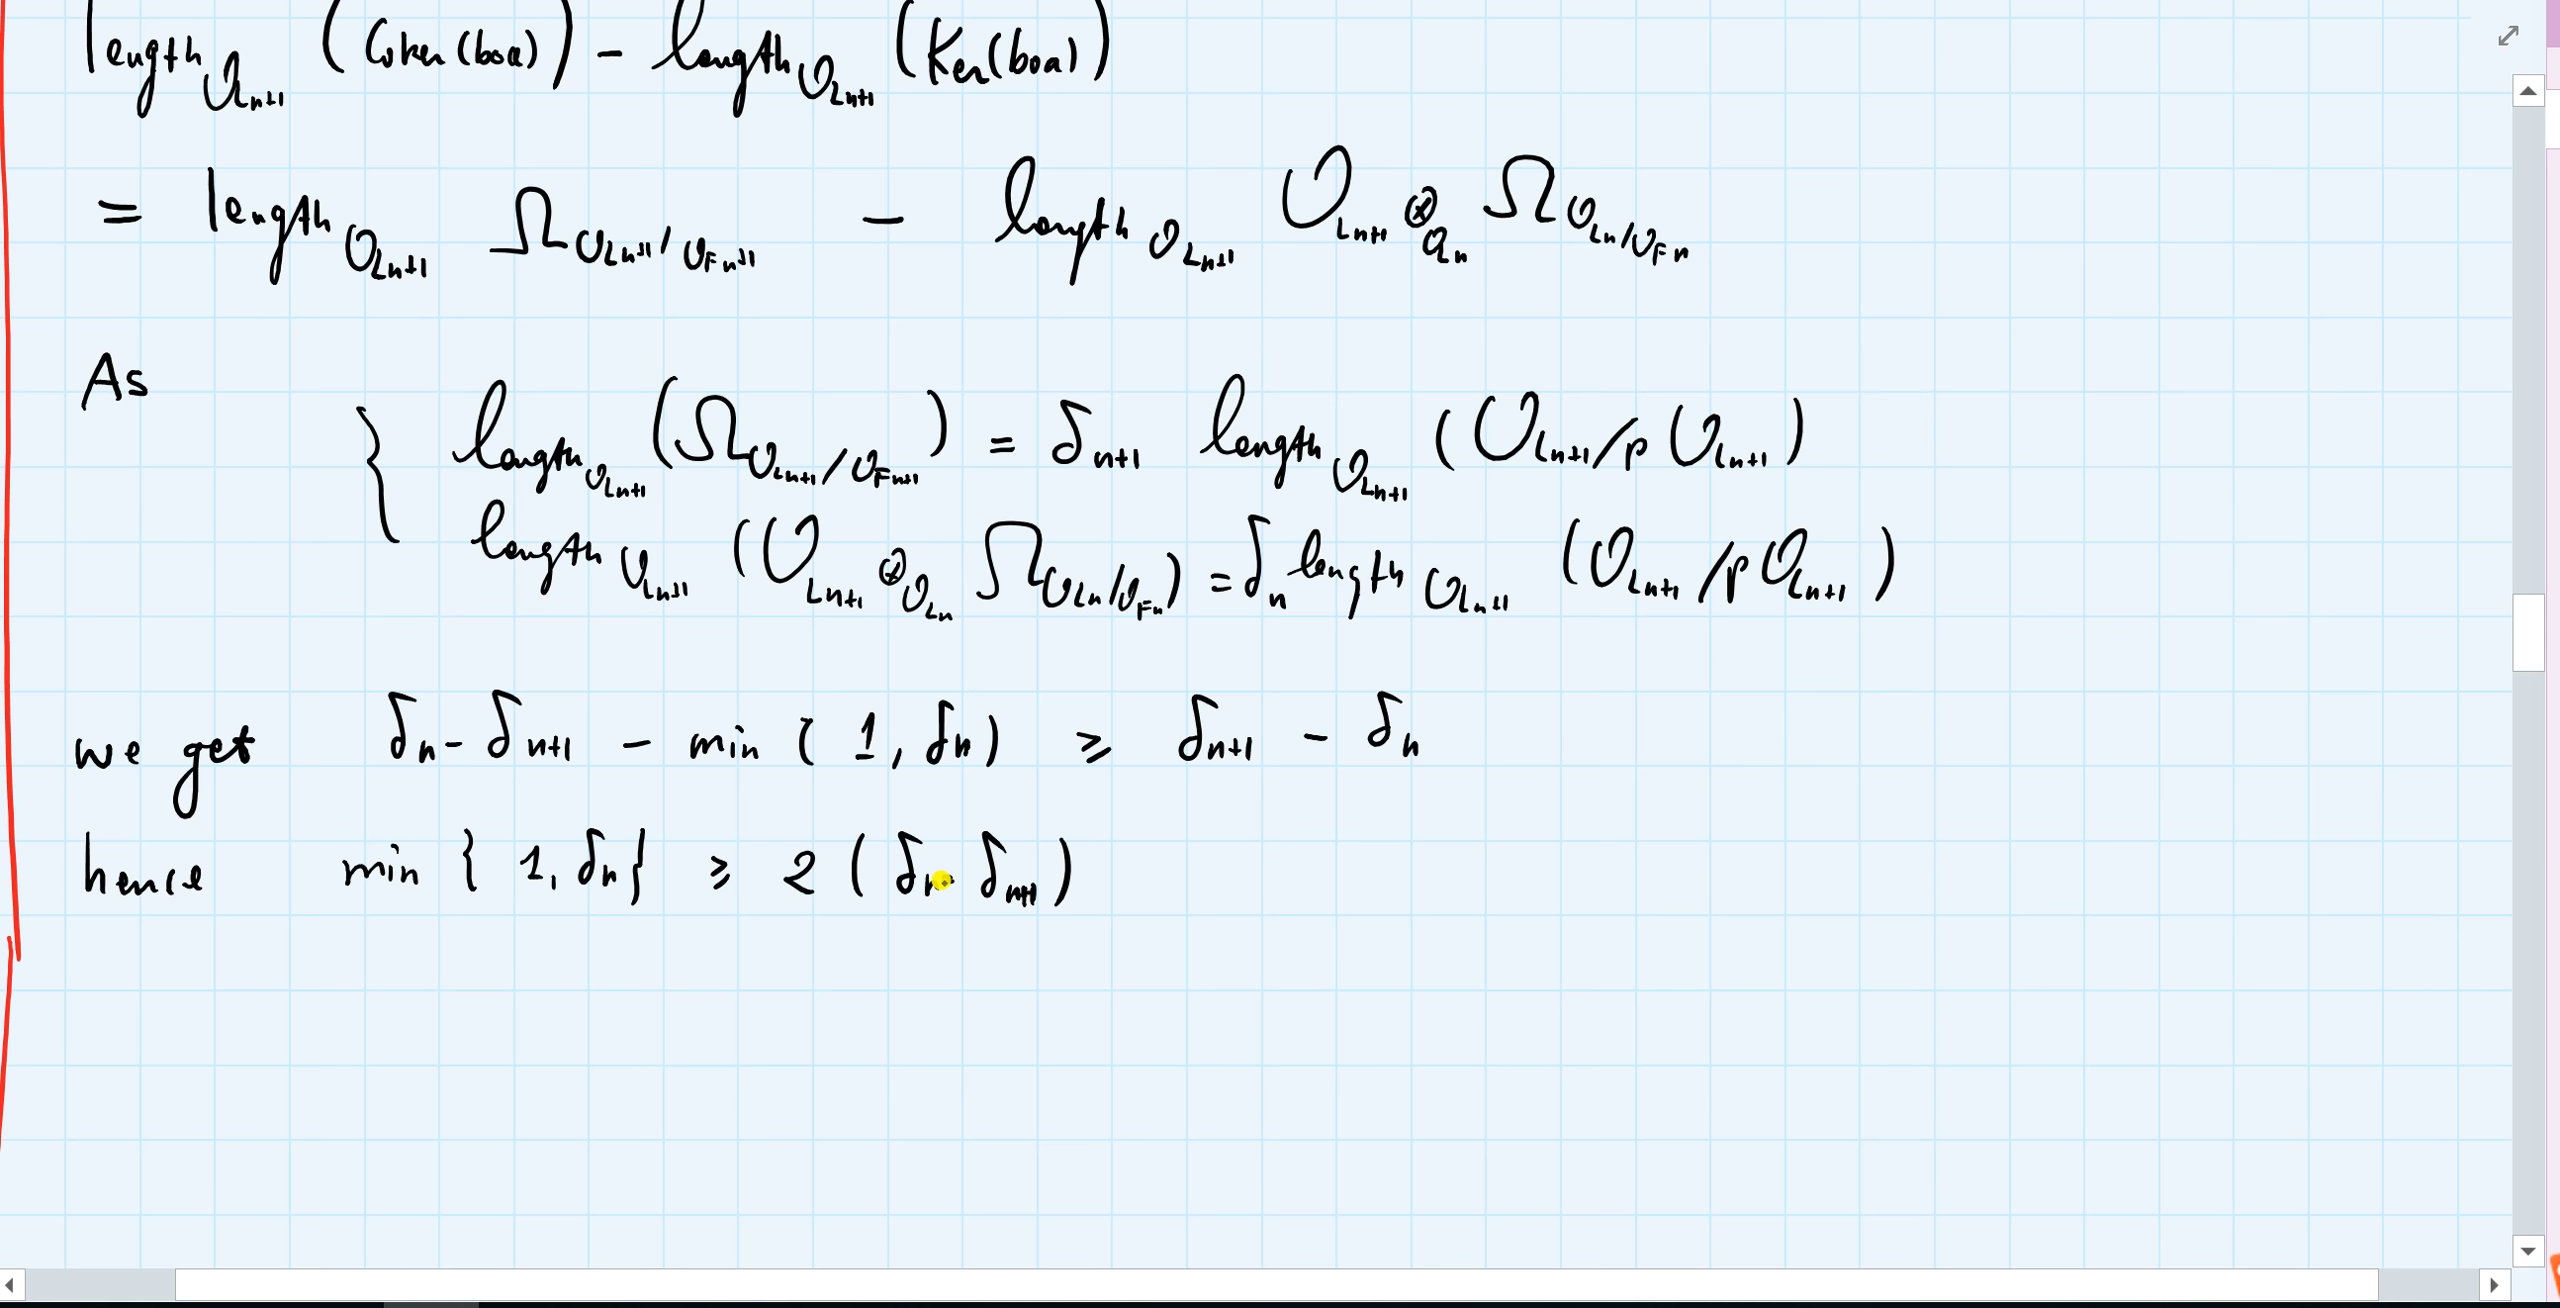 length_{O_{L_{n+1}}} (Coker(b∘a)) - length_{O_{L_{n+1}}} (Ker(b∘a))
= length_{O_{L_{n+1}}} Ω_{O_{L_{n+1}}/O_{F_{n+1}}} - length_{O_{L_{n+1}}} O_{L_{n+1}} ⊗_{O_{L_n}} Ω_{O_{L_n}/O_{F_n}}
As
{ length_{O_{L_{n+1}}} (Ω_{O_{L_{n+1}}/O_{F_{n+1}}}) = δ_{n+1} length_{O_{L_{n+1}}} (O_{L_{n+1}}/p O_{L_{n+1}})
length_{O_{L_{n+1}}} (O_{L_{n+1}} ⊗_{O_{L_n}} Ω_{O_{L_n}/O_{F_n}}) = δ_n length_{O_{L_{n+1}}} (O_{L_{n+1}}/p O_{L_{n+1}})
we get δ_n - δ_{n+1} - min (1, δ_n) ≥ δ_{n+1} - δ_n
hence min {1, δ_n} ≥ 2 (δ_n - δ_{n+1})